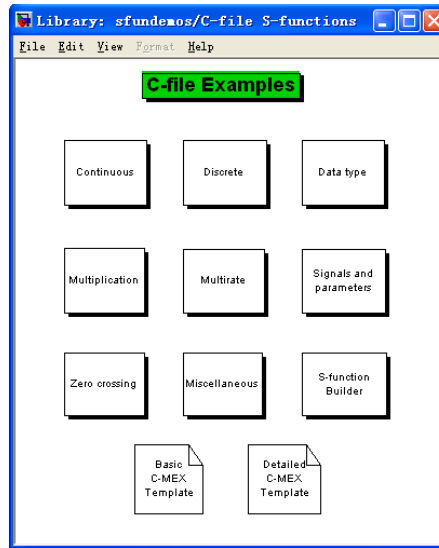 Library: sfundemos/C-file S-functions
File Edit View Format Help
C-file Examples
Continuous
Discrete
Data type
Multiplication
Multirate
Signals and
parameters
Zero crossing
Miscellaneous
S-function
Builder
Basic
C-MEX
Template
Detailed
C-MEX
Template